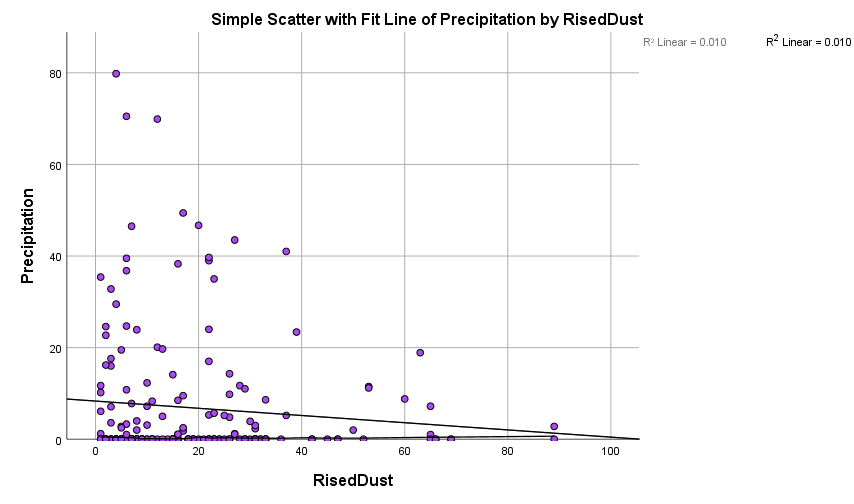 Simple Scatter with Fit Line of Precipitation by RisedDust
R² Linear = 0.010
R² Linear = 0.010
80
60
40
20
0
Precipitation
0 20 40 60 80 100
RisedDust